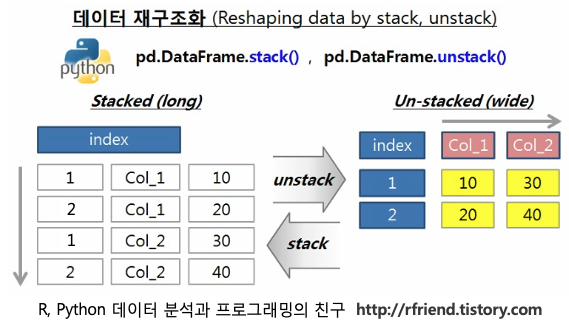 데이터 재구조화 (Reshaping data by stack, unstack)
python
pd.DataFrame.stack() , pd.DataFrame.unstack()
Stacked (long)
index
1 Col_1 10
2 Col_1 20
1 Col_2 30
2 Col_2 40
unstack
stack
Un-stacked (wide)
index Col_1 Col_2
1 10 30
2 20 40
R, Python 데이터 분석과 프로그래밍의 친구 http://rfriend.tistory.com